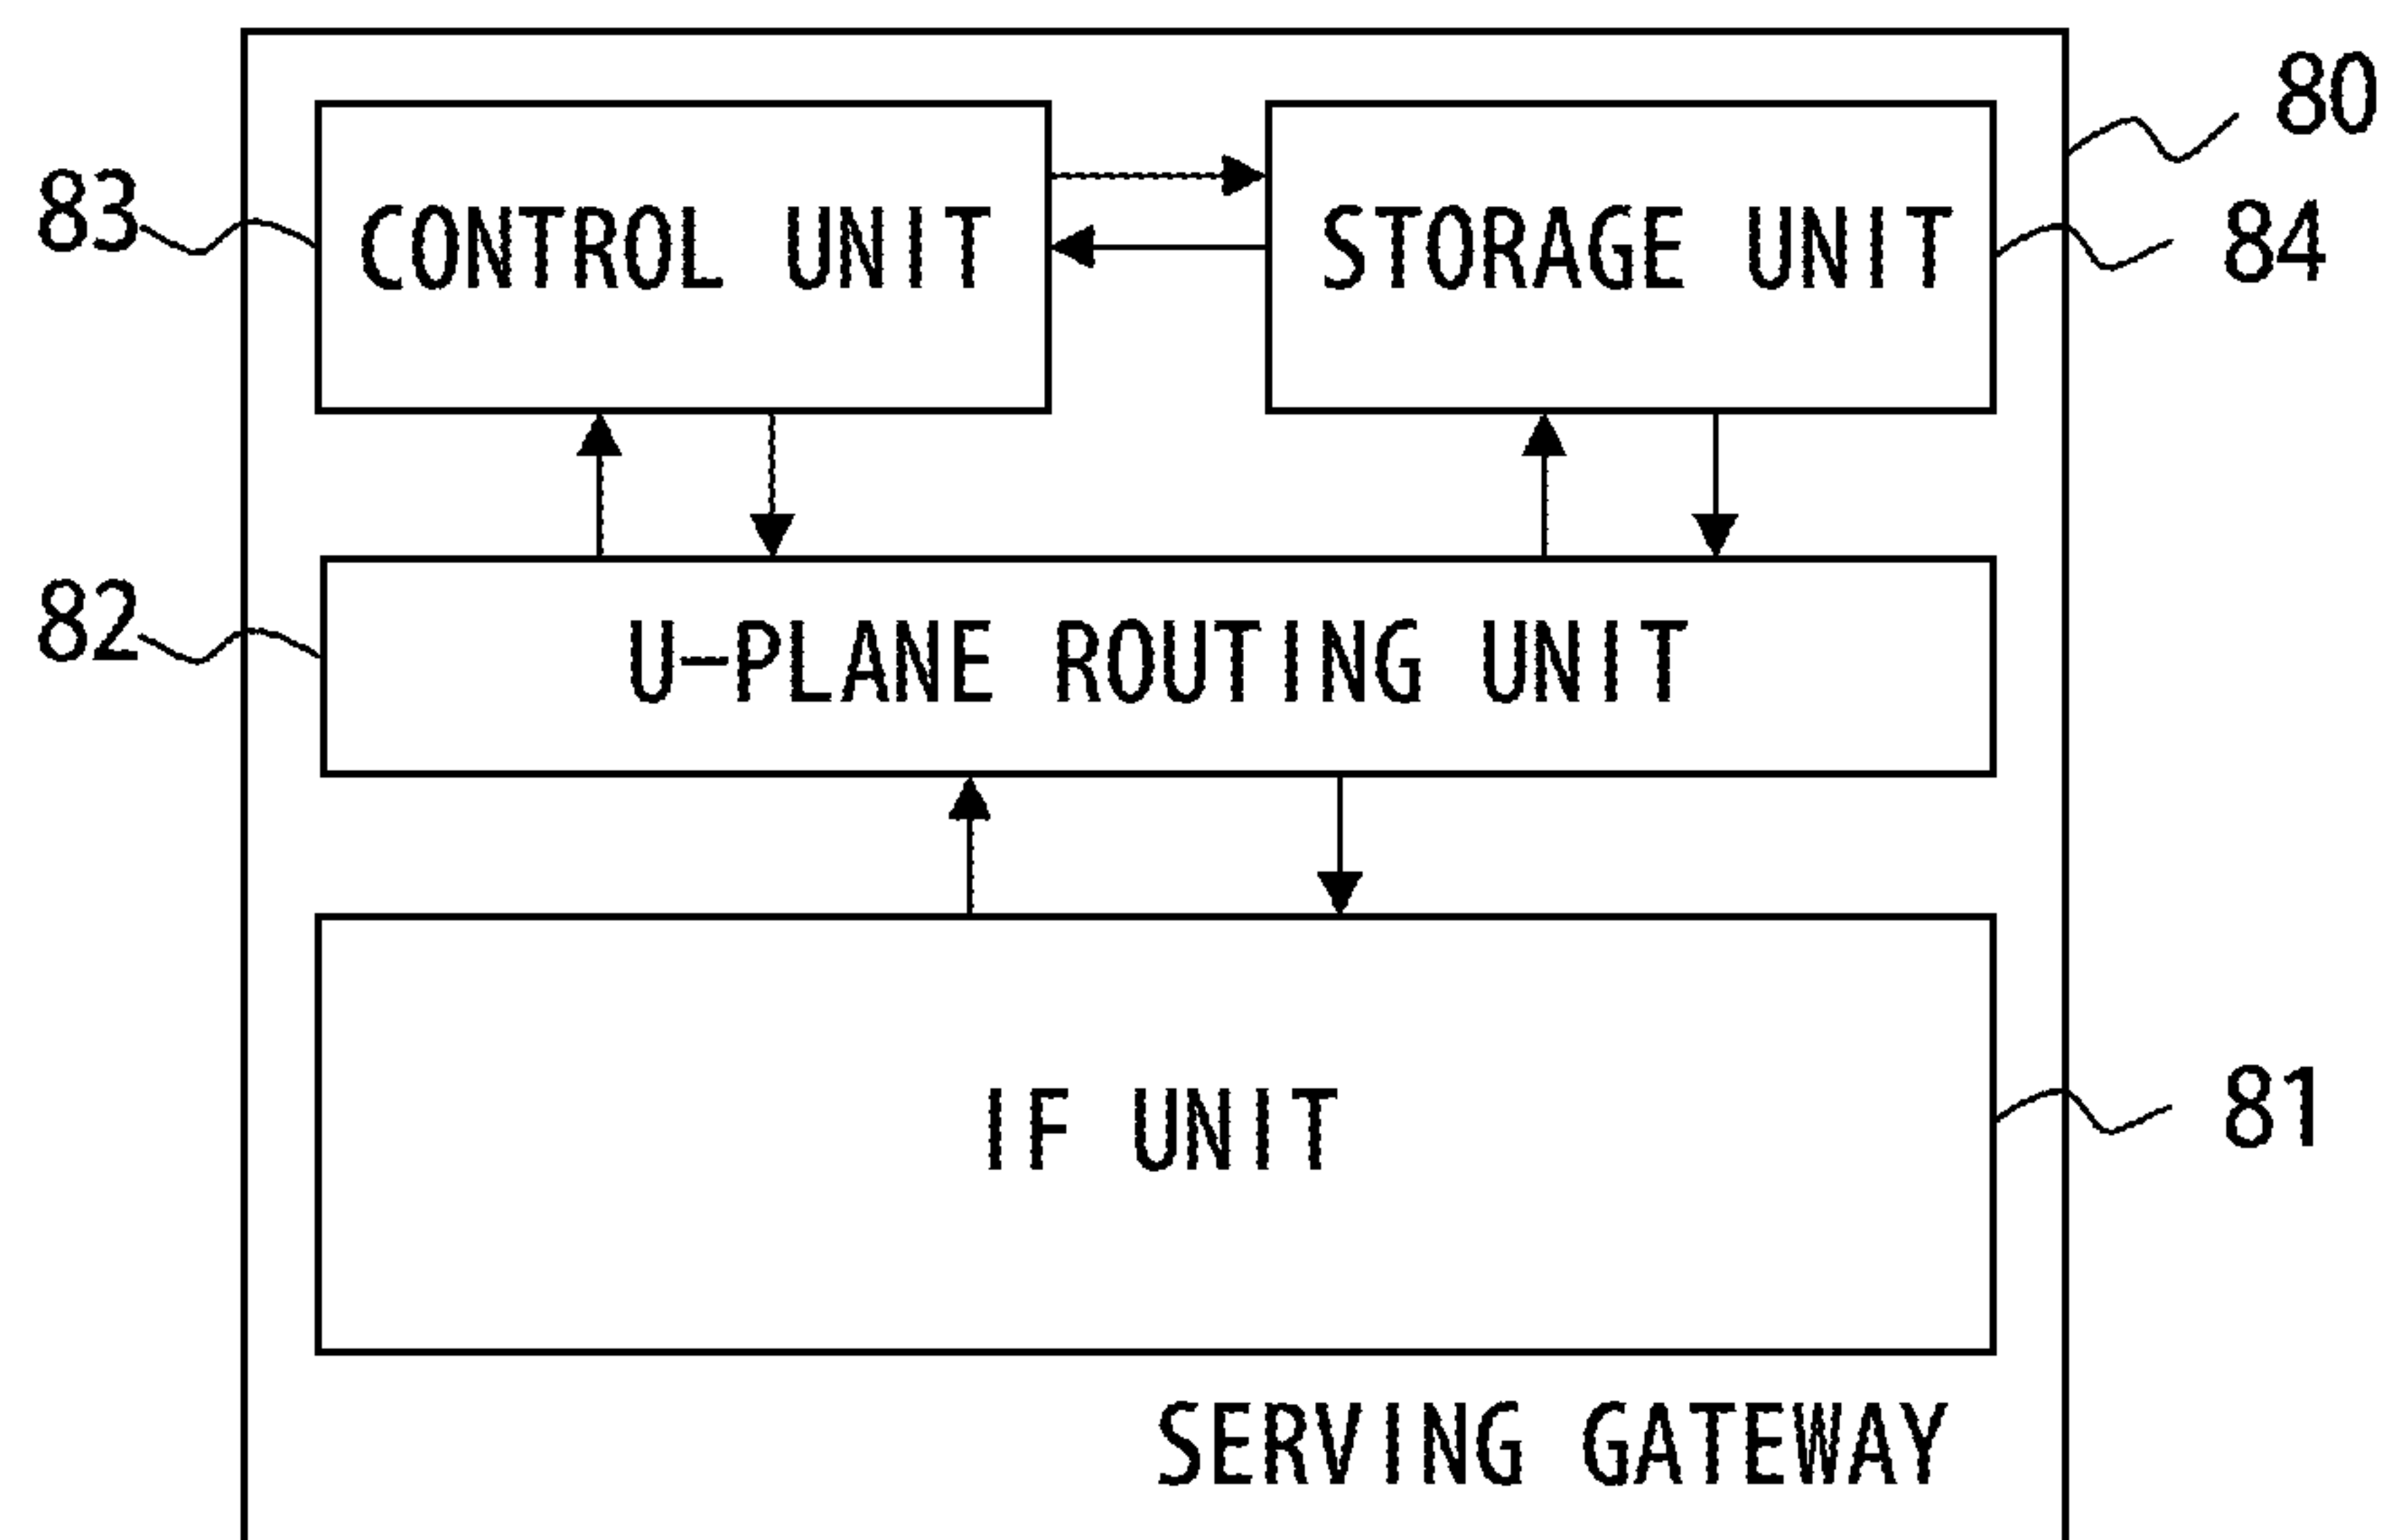 80
83
CONTROL UNIT
STORAGE UNIT
84
82
U-PLANE ROUTING UNIT
IF UNIT
81
SERVING GATEWAY